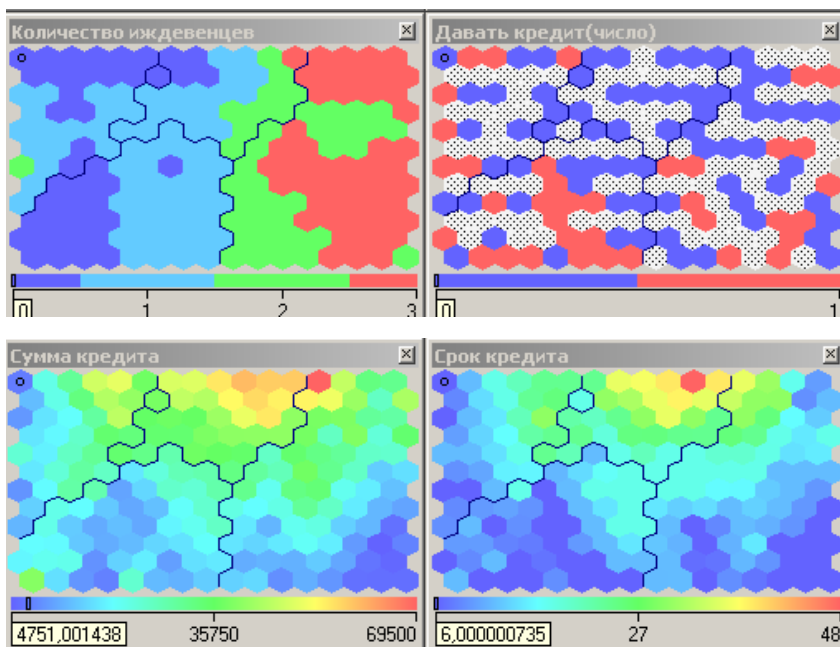 Количество иждевенцев
Давать кредит(число)
0 1 2 3
0 1
Сумма кредита
Срок кредита
4751,001438 35750 69500
6,000000735 27 48